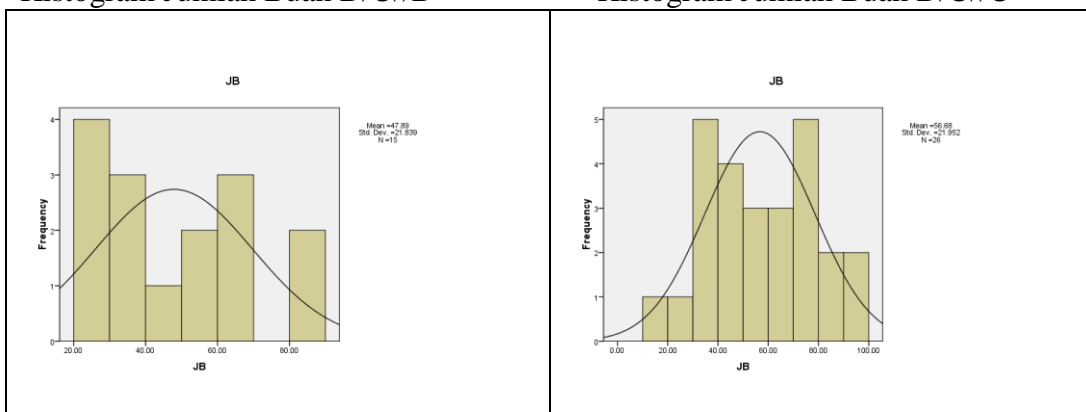 JB
Mean =47.89
Std. Dev. =21.839
N =15
Frequency
4
3
2
1
0
20.00 40.00 60.00 80.00
JB
JB
Mean =56.68
Std. Dev. =21.952
N =26
Frequency
5
4
3
2
1
0
0.00 20.00 40.00 60.00 80.00 100.00
JB